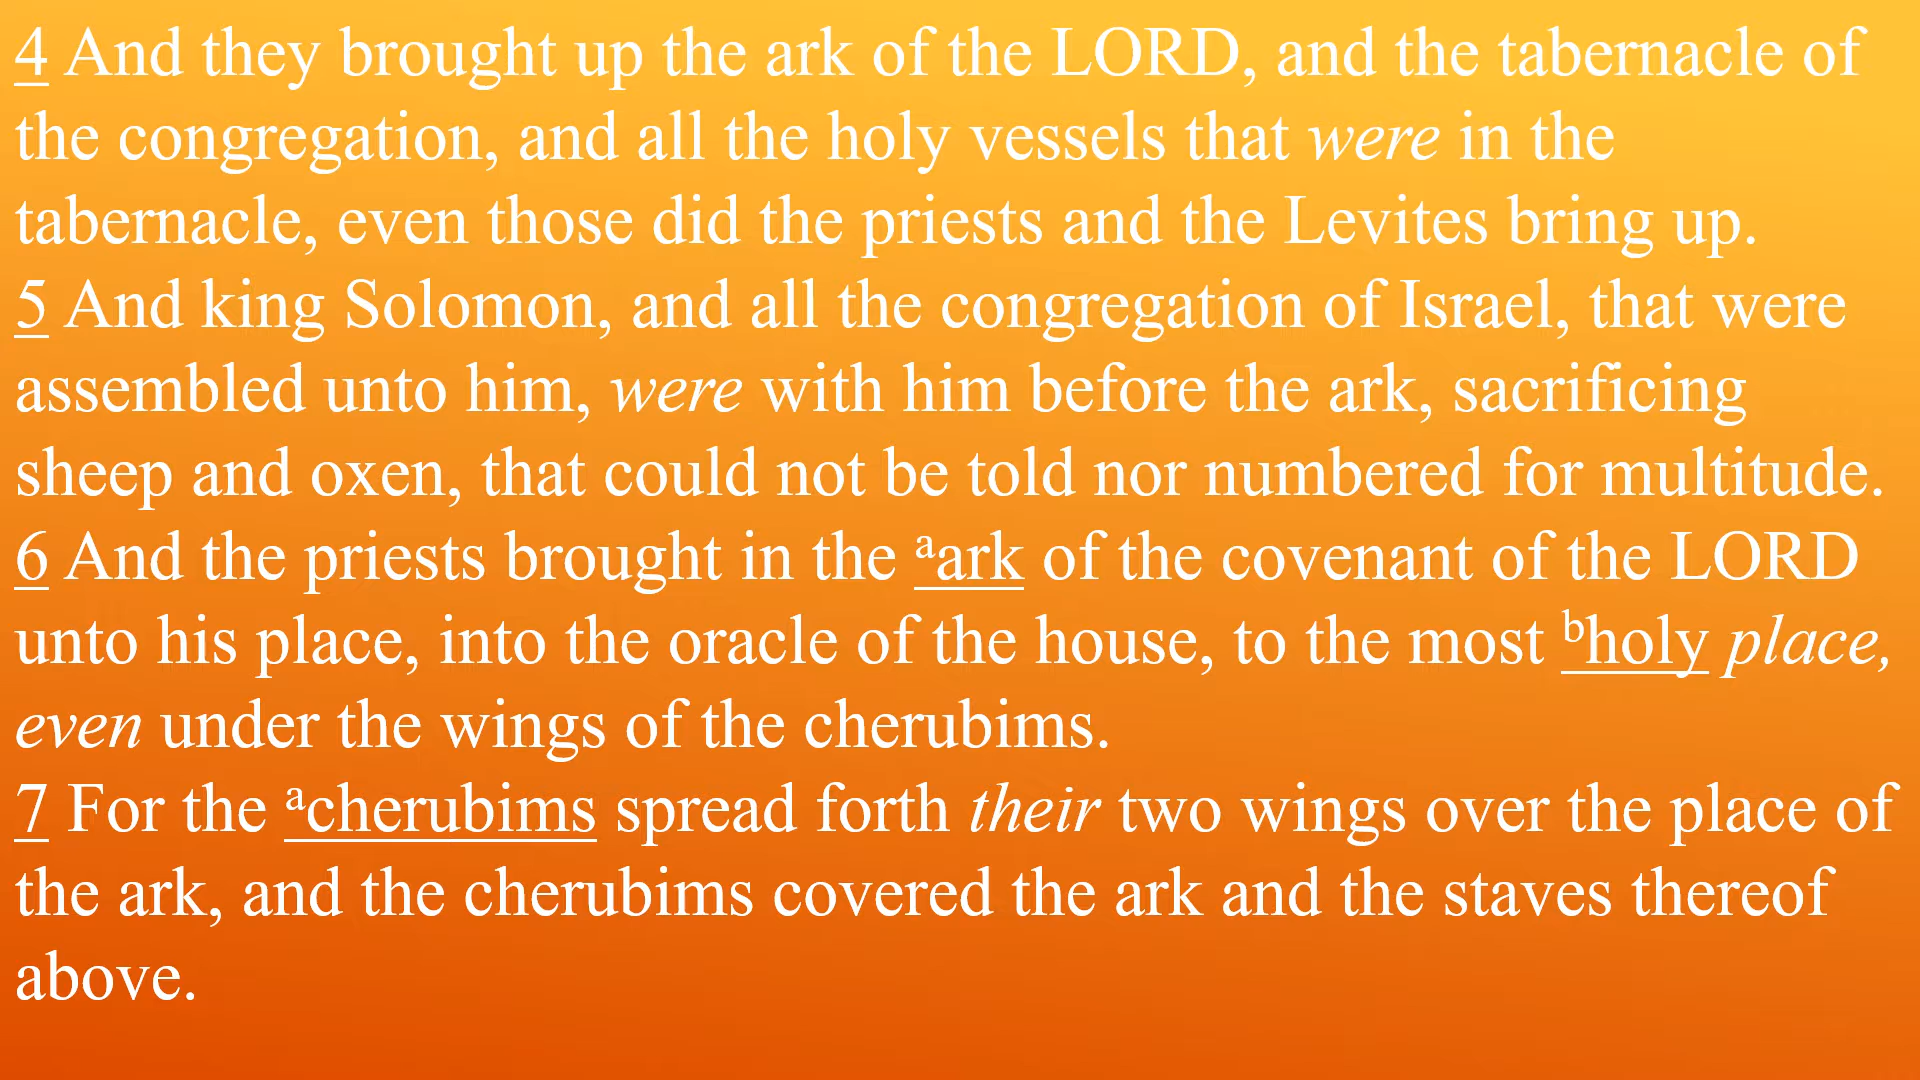 4 And they brought up the ark of the LORD, and the tabernacle of
the congregation, and all the holy vessels that were in the
tabernacle, even those did the priests and the Levites bring up.
5 And king Solomon, and all the congregation of Israel, that were
assembled unto him, were with him before the ark, sacrificing
sheep and oxen, that could not be told nor numbered for multitude.
6 And the priests brought in the aark of the covenant of the LORD
unto his place, into the oracle of the house, to the most bholy place,
even under the wings of the cherubims.
7 For the acherubims spread forth their two wings over the place of
the ark, and the cherubims covered the ark and the staves thereof
above.